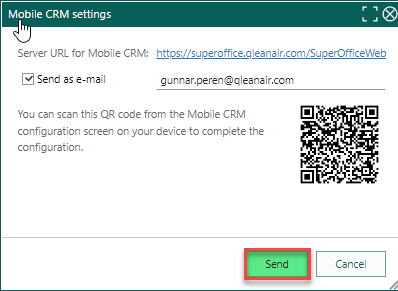 Mobile CRM settings
Server URL for Mobile CRM: https://superoffice.qleanair.com/SuperOfficeWeb
Send as e-mail gunnar.peren@qleanair.com
You can scan this QR code from the Mobile CRM
configuration screen on your device to complete the
configuration.
Send Cancel